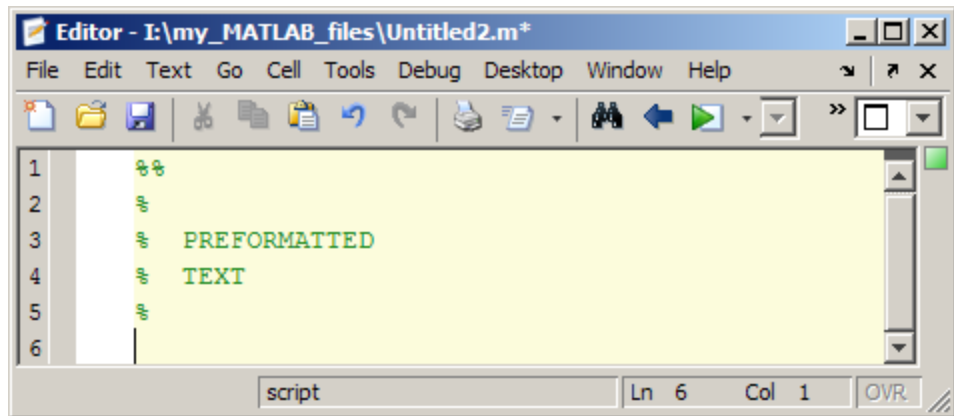 Editor - I:\my_MATLAB_files\Untitled2.m*
File Edit Text Go Cell Tools Debug Desktop Window Help
»
1 %%
2 %
3 %  PREFORMATTED
4 %  TEXT
5 %
6
script Ln 6 Col 1 OVR